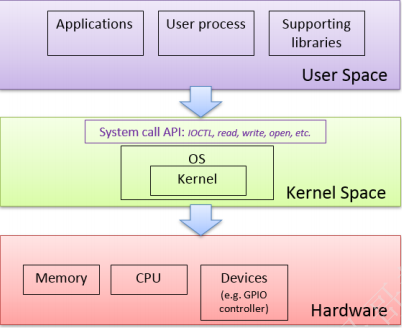 Applications
User process
Supporting
libraries
User Space
System call API: IOCTL, read, write, open, etc.
OS
Kernel
Kernel Space
Memory
CPU
Devices
(e.g. GPIO
controller)
Hardware